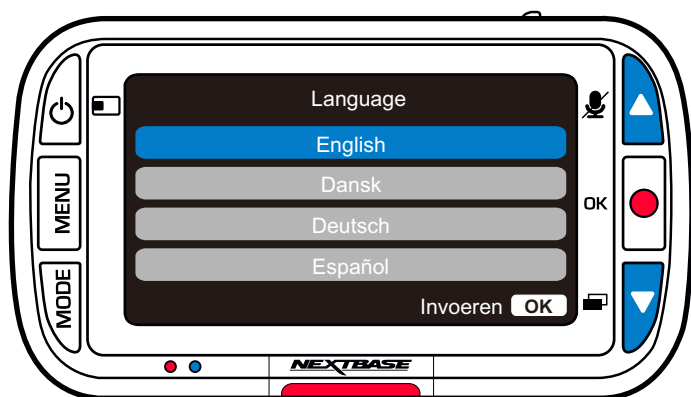 Language
English
MENU
Dansk
Deutsch
OK
Español
MODE
Invoeren OK
NEXTBASE